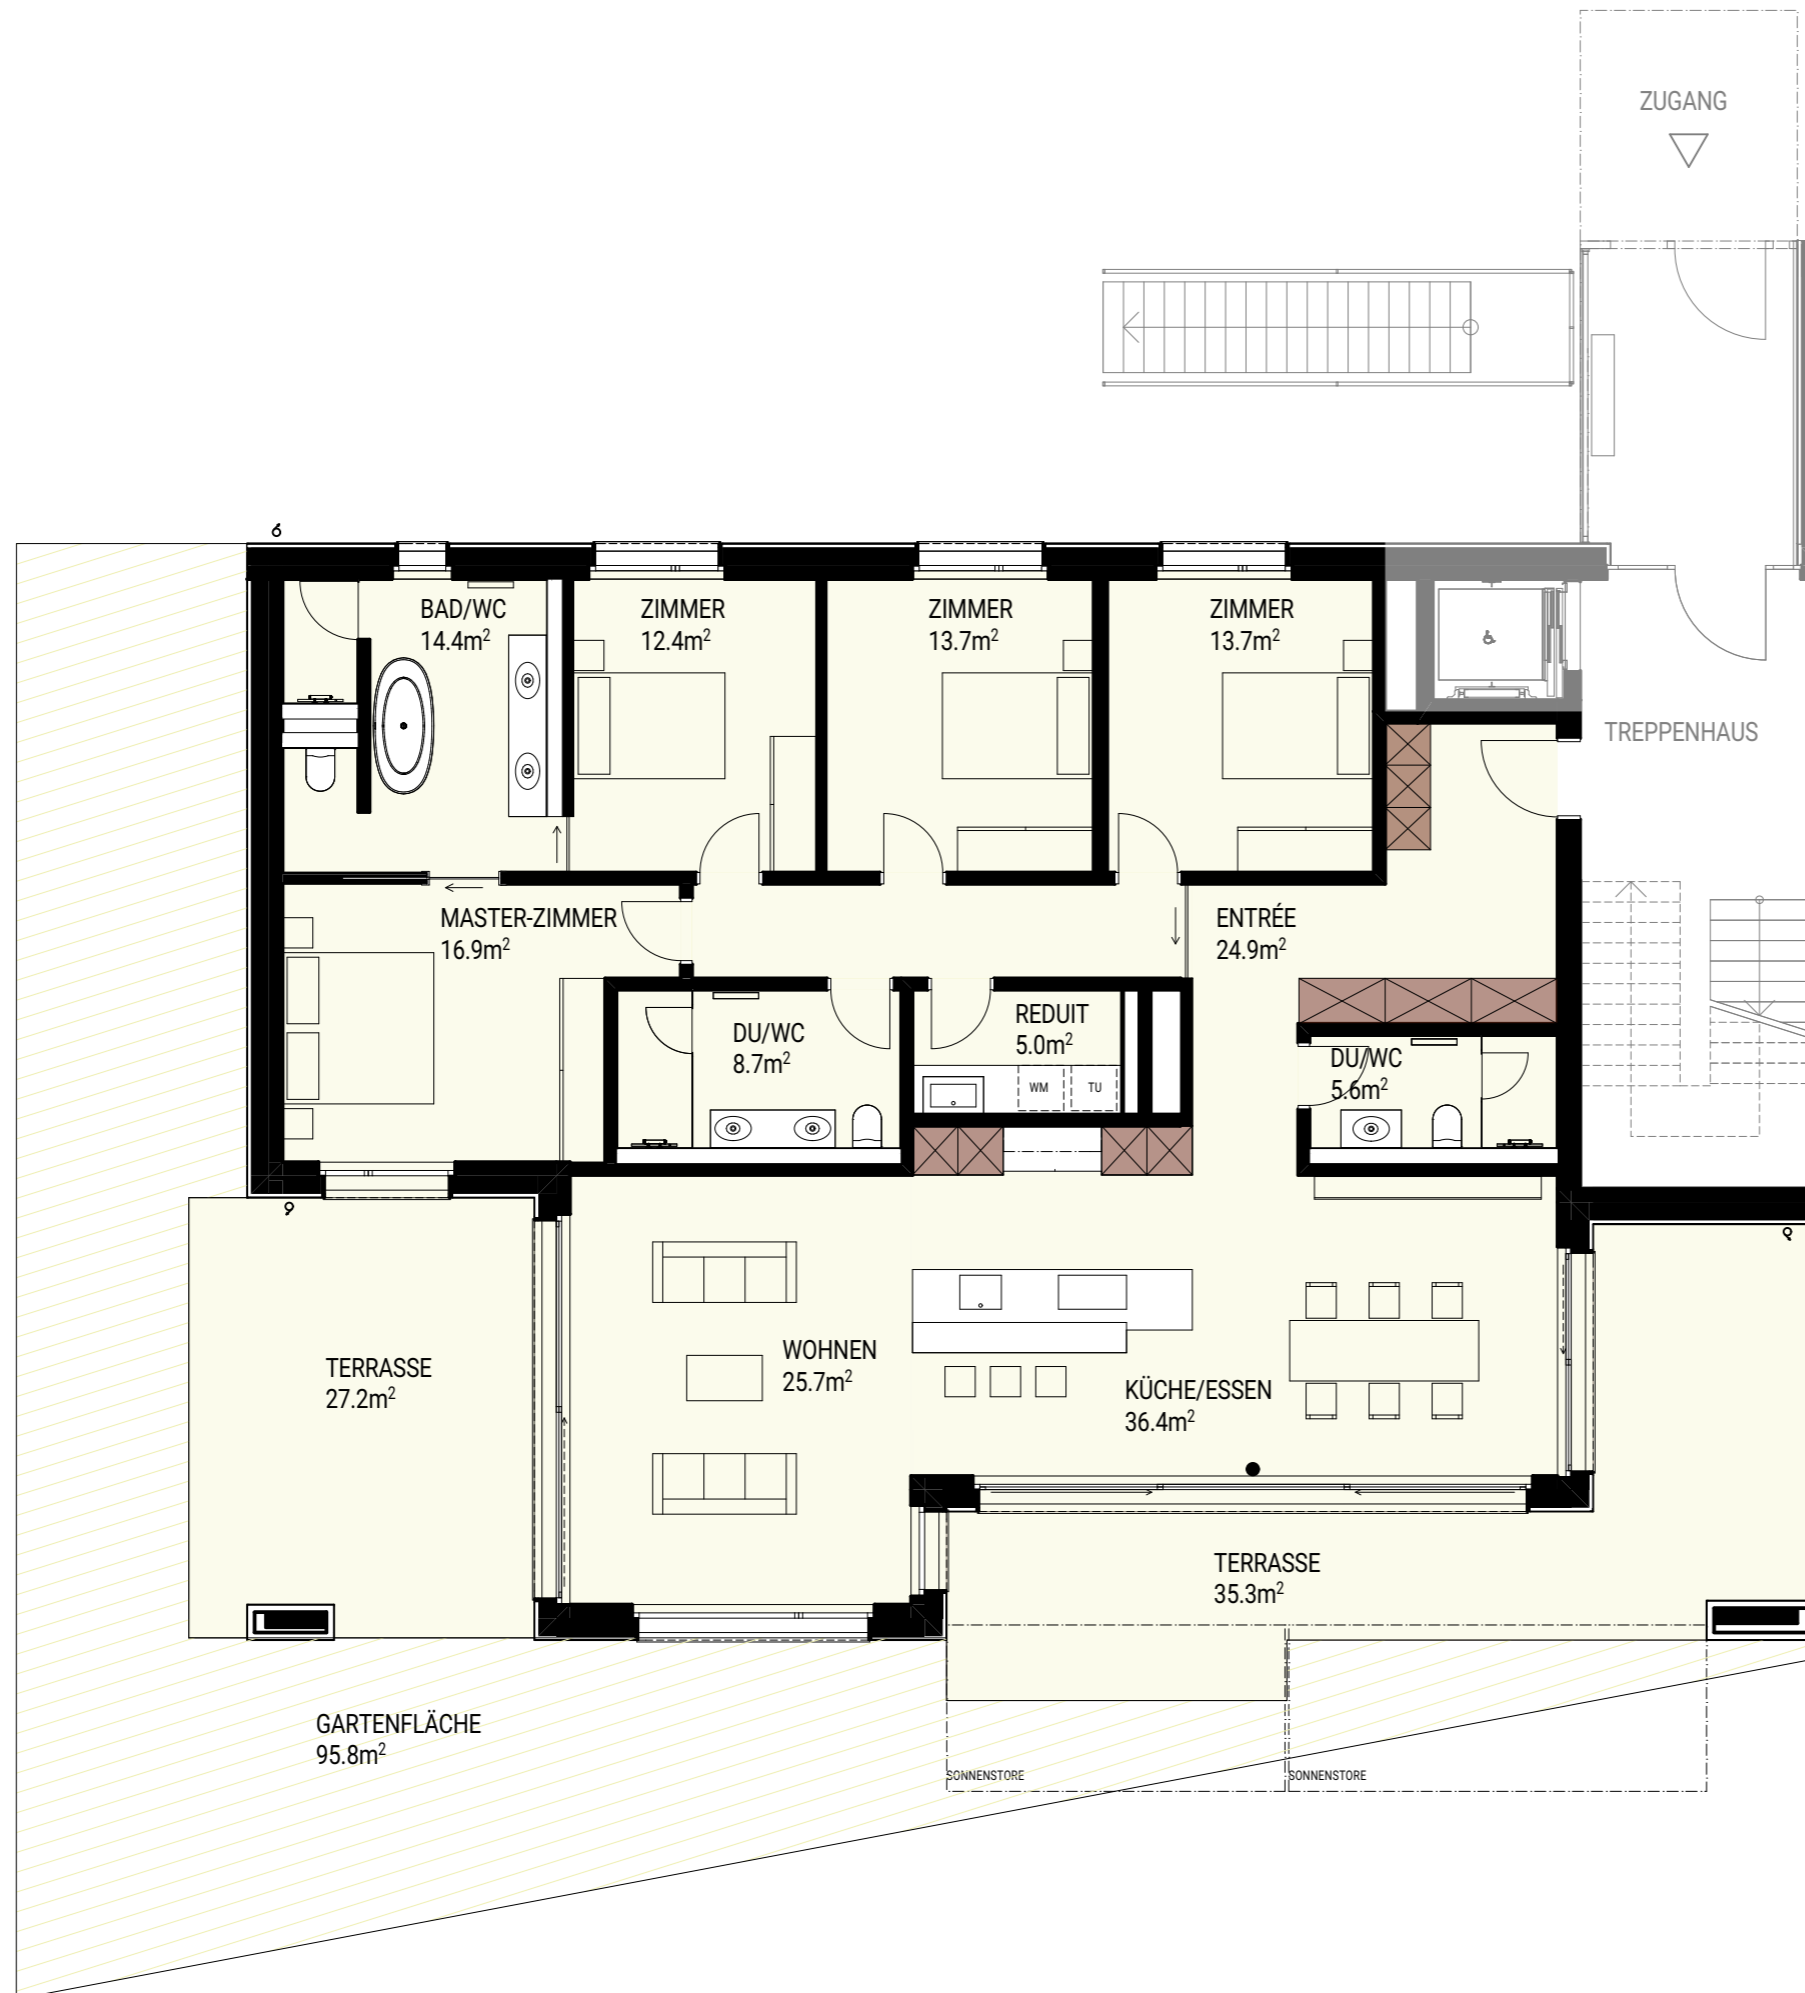 ZUGANG
BAD/WC
14.4m²
ZIMMER
12.4m²
ZIMMER
13.7m²
ZIMMER
13.7m²
TREPPENHAUS
MASTER-ZIMMER
16.9m²
ENTRÉE
24.9m²
DU/WC
8.7m²
REDUIT
5.0m²
WM
TU
DU/WC
5.6m²
TERRASSE
27.2m²
WOHNEN
25.7m²
KÜCHE/ESSEN
36.4m²
TERRASSE
35.3m²
GARTENFLÄCHE
95.8m²
SONNENSTORE
SONNENSTORE